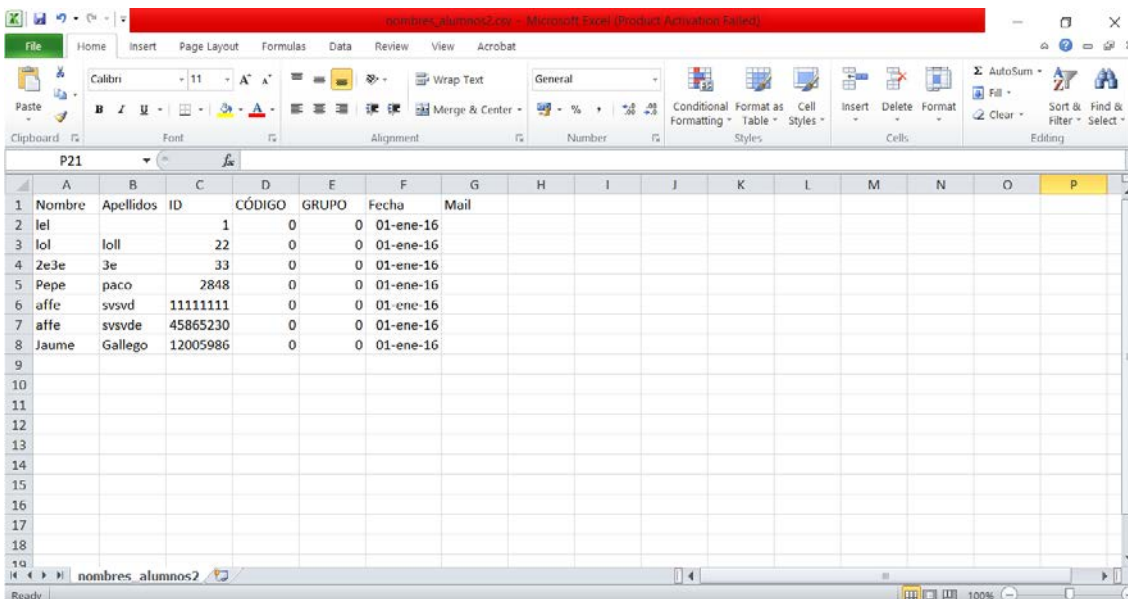 nombres_alumnos2.csv - Microsoft Excel (Product Activation Failed)
File Home Insert Page Layout Formulas Data Review View Acrobat
Calibri 11 A A Wrap Text General Σ AutoSum
Paste B I U A Merge & Center % , Conditional Format as Cell Insert Delete Format Fill Sort & Find &
Formatting Table Styles Clear Filter Select
Clipboard Font Alignment Number Styles Cells Editing
P21 fx
A B C D E F G H I J K L M N O P
1 Nombre Apellidos ID CÓDIGO GRUPO Fecha Mail
2 lel 1 0 0 01-ene-16
3 lol loll 22 0 0 01-ene-16
4 2e3e 3e 33 0 0 01-ene-16
5 Pepe paco 2848 0 0 01-ene-16
6 affe svsvd 11111111 0 0 01-ene-16
7 affe svsvde 45865230 0 0 01-ene-16
8 Jaume Gallego 12005986 0 0 01-ene-16
9
10
11
12
13
14
15
16
17
18
19
nombres_alumnos2
Ready 100%